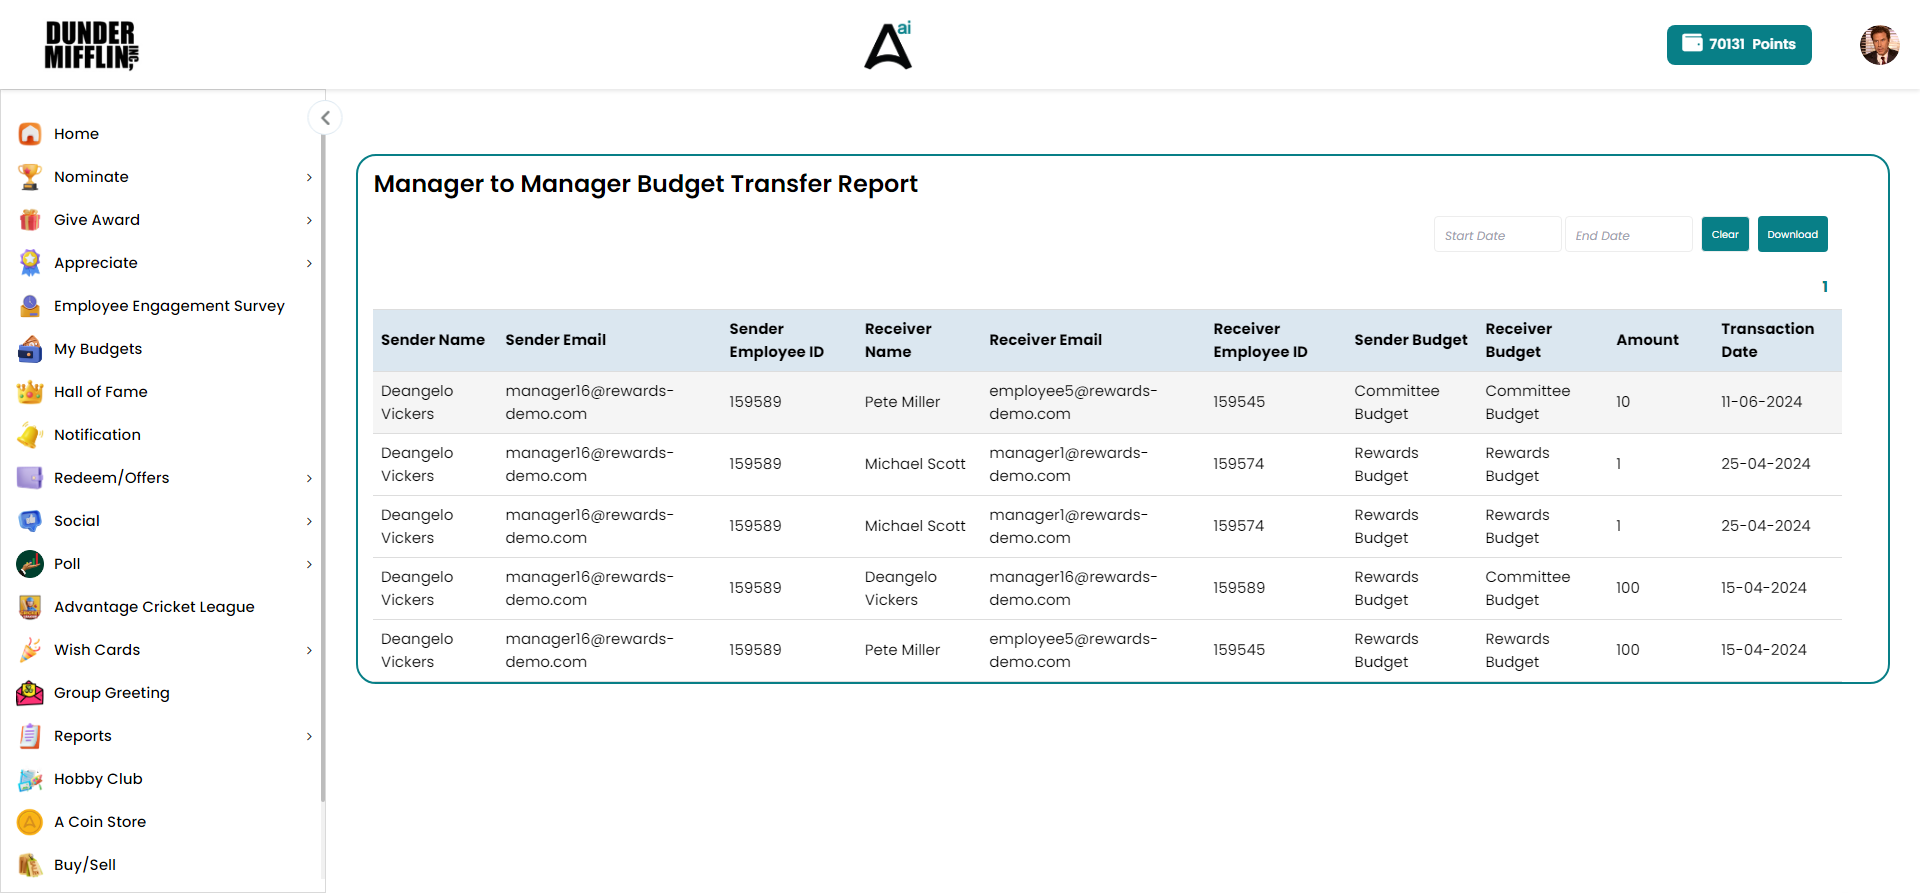 DUNDER
MIFFLIN INC,
ai
70131 Points
Home
Nominate
Give Award
Appreciate
Employee Engagement Survey
My Budgets
Hall of Fame
Notification
Redeem/Offers
Social
Poll
Advantage Cricket League
Wish Cards
Group Greeting
Reports
Hobby Club
A Coin Store
Buy/Sell
Manager to Manager Budget Transfer Report
Start Date End Date Clear Download
1
Sender Name Sender Email Sender Employee ID Receiver Name Receiver Email Receiver Employee ID Sender Budget Receiver Budget Amount Transaction Date
Deangelo Vickers manager16@rewards-demo.com 159589 Pete Miller employee5@rewards-demo.com 159545 Committee Budget Committee Budget 10 11-06-2024
Deangelo Vickers manager16@rewards-demo.com 159589 Michael Scott manager1@rewards-demo.com 159574 Rewards Budget Rewards Budget 1 25-04-2024
Deangelo Vickers manager16@rewards-demo.com 159589 Michael Scott manager1@rewards-demo.com 159574 Rewards Budget Rewards Budget 1 25-04-2024
Deangelo Vickers manager16@rewards-demo.com 159589 Deangelo Vickers manager16@rewards-demo.com 159589 Rewards Budget Committee Budget 100 15-04-2024
Deangelo Vickers manager16@rewards-demo.com 159589 Pete Miller employee5@rewards-demo.com 159545 Rewards Budget Rewards Budget 100 15-04-2024